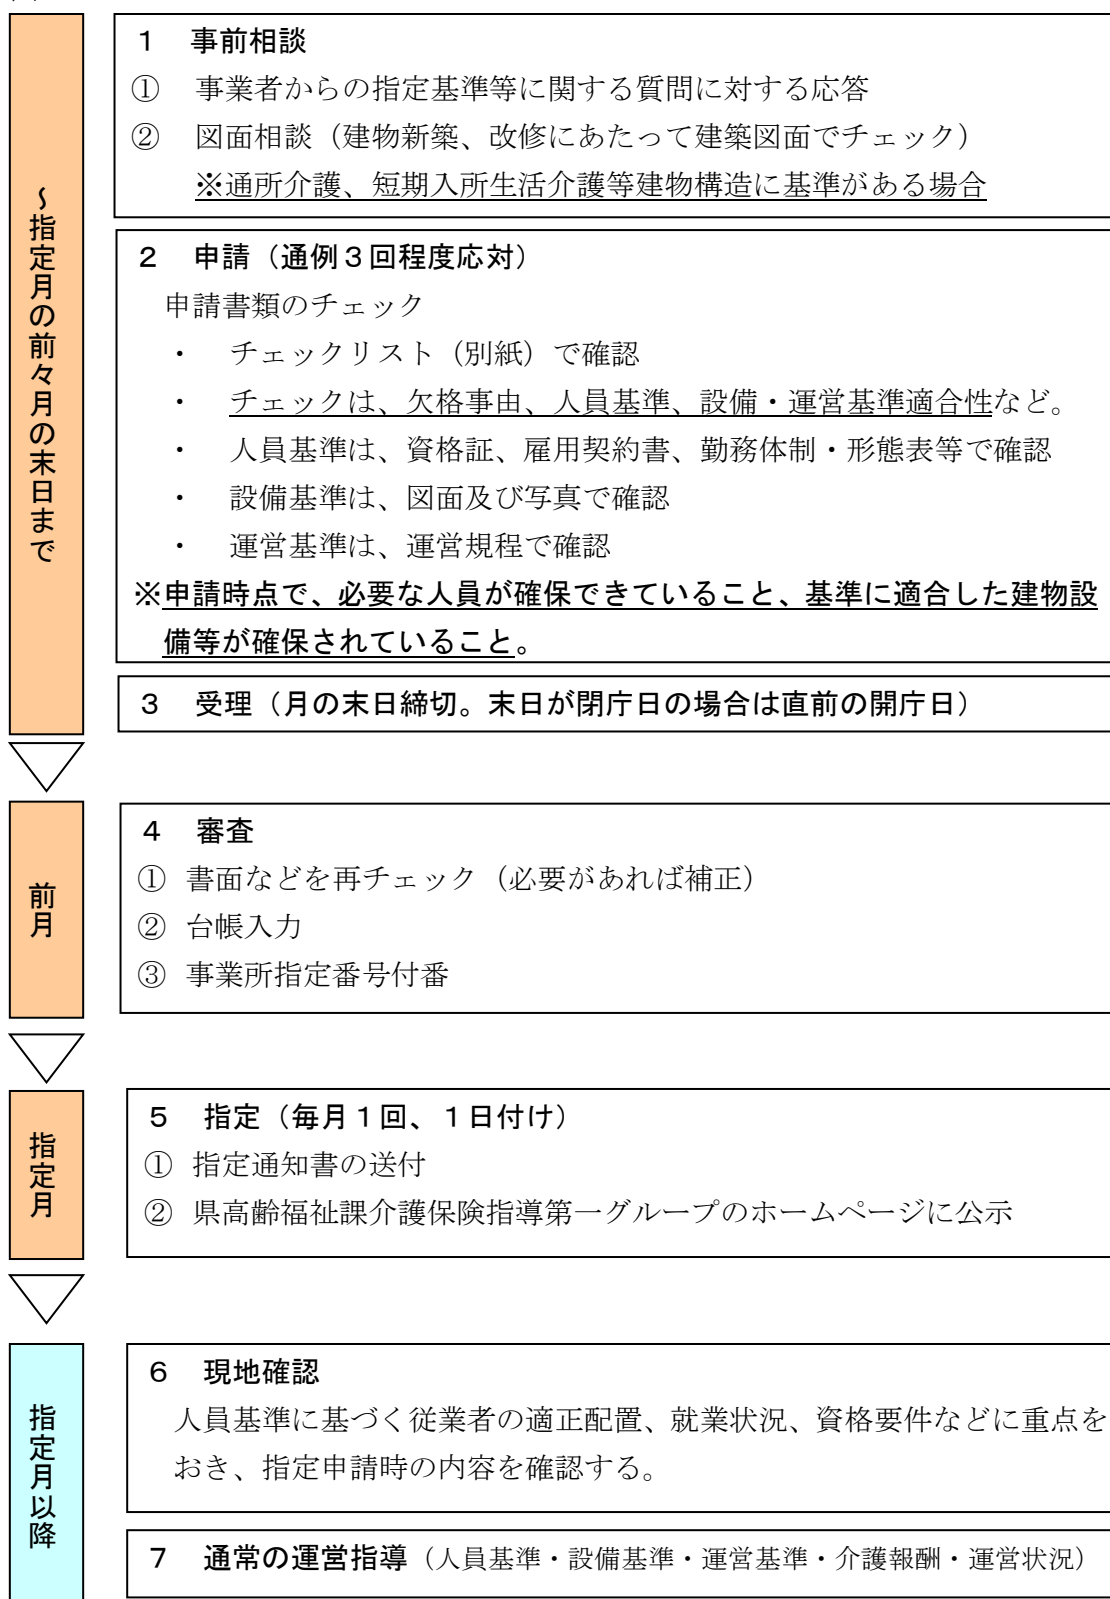 ～指定月の前々月の末日まで
１　事前相談
①　事業者からの指定基準等に関する質問に対する応答
②　図面相談（建物新築、改修にあたって建築図面でチェック）
※通所介護、短期入所生活介護等建物構造に基準がある場合
２　申請（通例３回程度応対）
申請書類のチェック
・　チェックリスト（別紙）で確認
・　チェックは、欠格事由、人員基準、設備・運営基準適合性など。
・　人員基準は、資格証、雇用契約書、勤務体制・形態表等で確認
・　設備基準は、図面及び写真で確認
・　運営基準は、運営規程で確認
※申請時点で、必要な人員が確保できていること、基準に適合した建物設
備等が確保されていること。
３　受理（月の末日締切。末日が閉庁日の場合は直前の開庁日）
前月
４　審査
①　書面などを再チェック（必要があれば補正）
②　台帳入力
③　事業所指定番号付番
指定月
５　指定（毎月１回、１日付け）
①　指定通知書の送付
②　県高齢福祉課介護保険指導第一グループのホームページに公示
指定月以降
６　現地確認
人員基準に基づく従業者の適正配置、就業状況、資格要件などに重点を
おき、指定申請時の内容を確認する。
７　通常の運営指導（人員基準・設備基準・運営基準・介護報酬・運営状況）